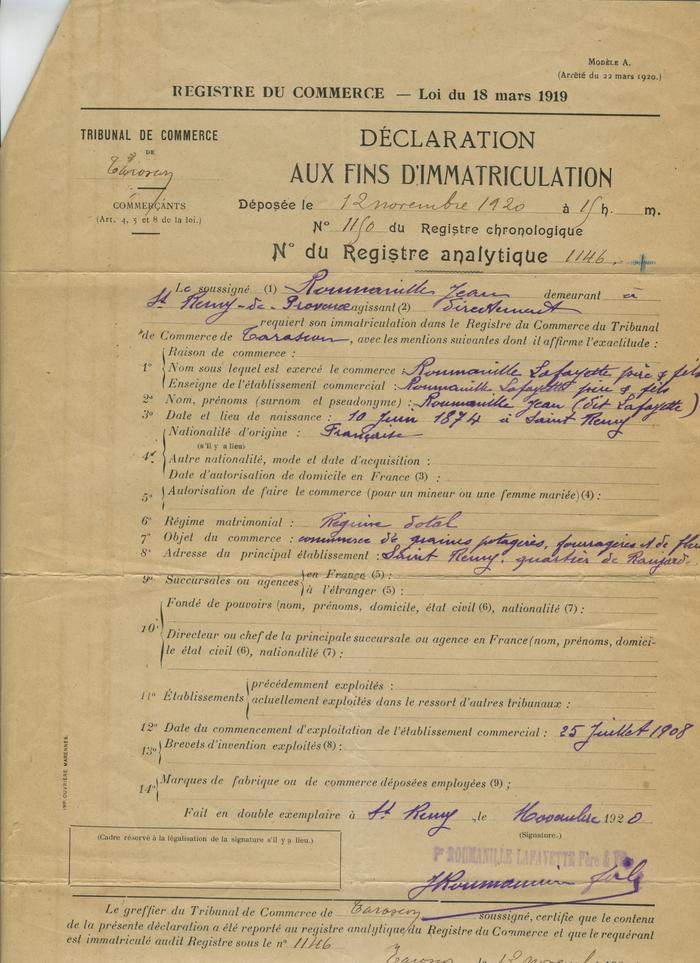 MODÈLE A.
(Arrêté du 22 mars 1920.)
REGISTRE DU COMMERCE — Loi du 18 mars 1919
TRIBUNAL DE COMMERCE
DE
Tarascon
COMMERÇANTS
(Art. 4, 5 et 8 de la loi.)
DÉCLARATION
AUX FINS D'IMMATRICULATION
Déposée le 12 novembre 1920 à 15 h. m.
N° 1150 du Registre chronologique
N° du Registre analytique 1146.
Le soussigné (1) Roumanille Jean demeurant à
St Remy-de-Provence agissant (2) directement
requiert son immatriculation dans le Registre du Commerce du Tribunal
de Commerce de Tarascon, avec les mentions suivantes dont il affirme l'exactitude :
Raison de commerce :
1° Nom sous lequel est exercé le commerce : Roumanille Lafayette père & fils
Enseigne de l'établissement commercial : Roumanille Lafayette père & fils
2° Nom, prénoms (surnom et pseudonyme) : Roumanille Jean (dit Lafayette)
3° Date et lieu de naissance : 10 Juin 1874 à Saint Remy
Nationalité d'origine : Française
(s'il y a lieu)
4° Autre nationalité, mode et date d'acquisition :
Date d'autorisation de domicile en France (3) :
5° Autorisation de faire le commerce (pour un mineur ou une femme mariée) (4) :
6° Régime matrimonial : Régime dotal
7° Objet du commerce : commerce de graines potagères, fourragères et de fleu
8° Adresse du principal établissement : Saint Remy. quartier de
9° Succursales ou agences en France (5) :
à l'étranger (5) :
Fondé de pouvoirs (nom, prénoms, domicile, état civil (6), nationalité (7) :
10° Directeur ou chef de la principale succursale ou agence en France (nom, prénoms, domici-
le état civil (6), nationalité (7) :
11° Établissements précédemment exploités :
actuellement exploités dans le ressort d'autres tribunaux :
12° Date du commencement d'exploitation de l'établissement commercial : 25 Juillet 1908
13° Brevets d'invention exploités (8) :
14° Marques de fabrique ou de commerce déposées employées (9) ;
Fait en double exemplaire à St Remy, le Novembre 1920
(Signature.)
(Cadre réservé à la légalisation de la signature s'il y a lieu.)
ROUMANILLE LAFAYETTE Père & Fils
JRoumanille fils
IMP. OUVRIÈRE MARENNES.
Le greffier du Tribunal de Commerce de Tarascon soussigné, certifie que le contenu
de la présente déclaration a été reporté au registre analytique du Registre du Commerce et que le requérant
est immatriculé audit Registre sous le n° 1146
Tarascon 12 novembre 1920